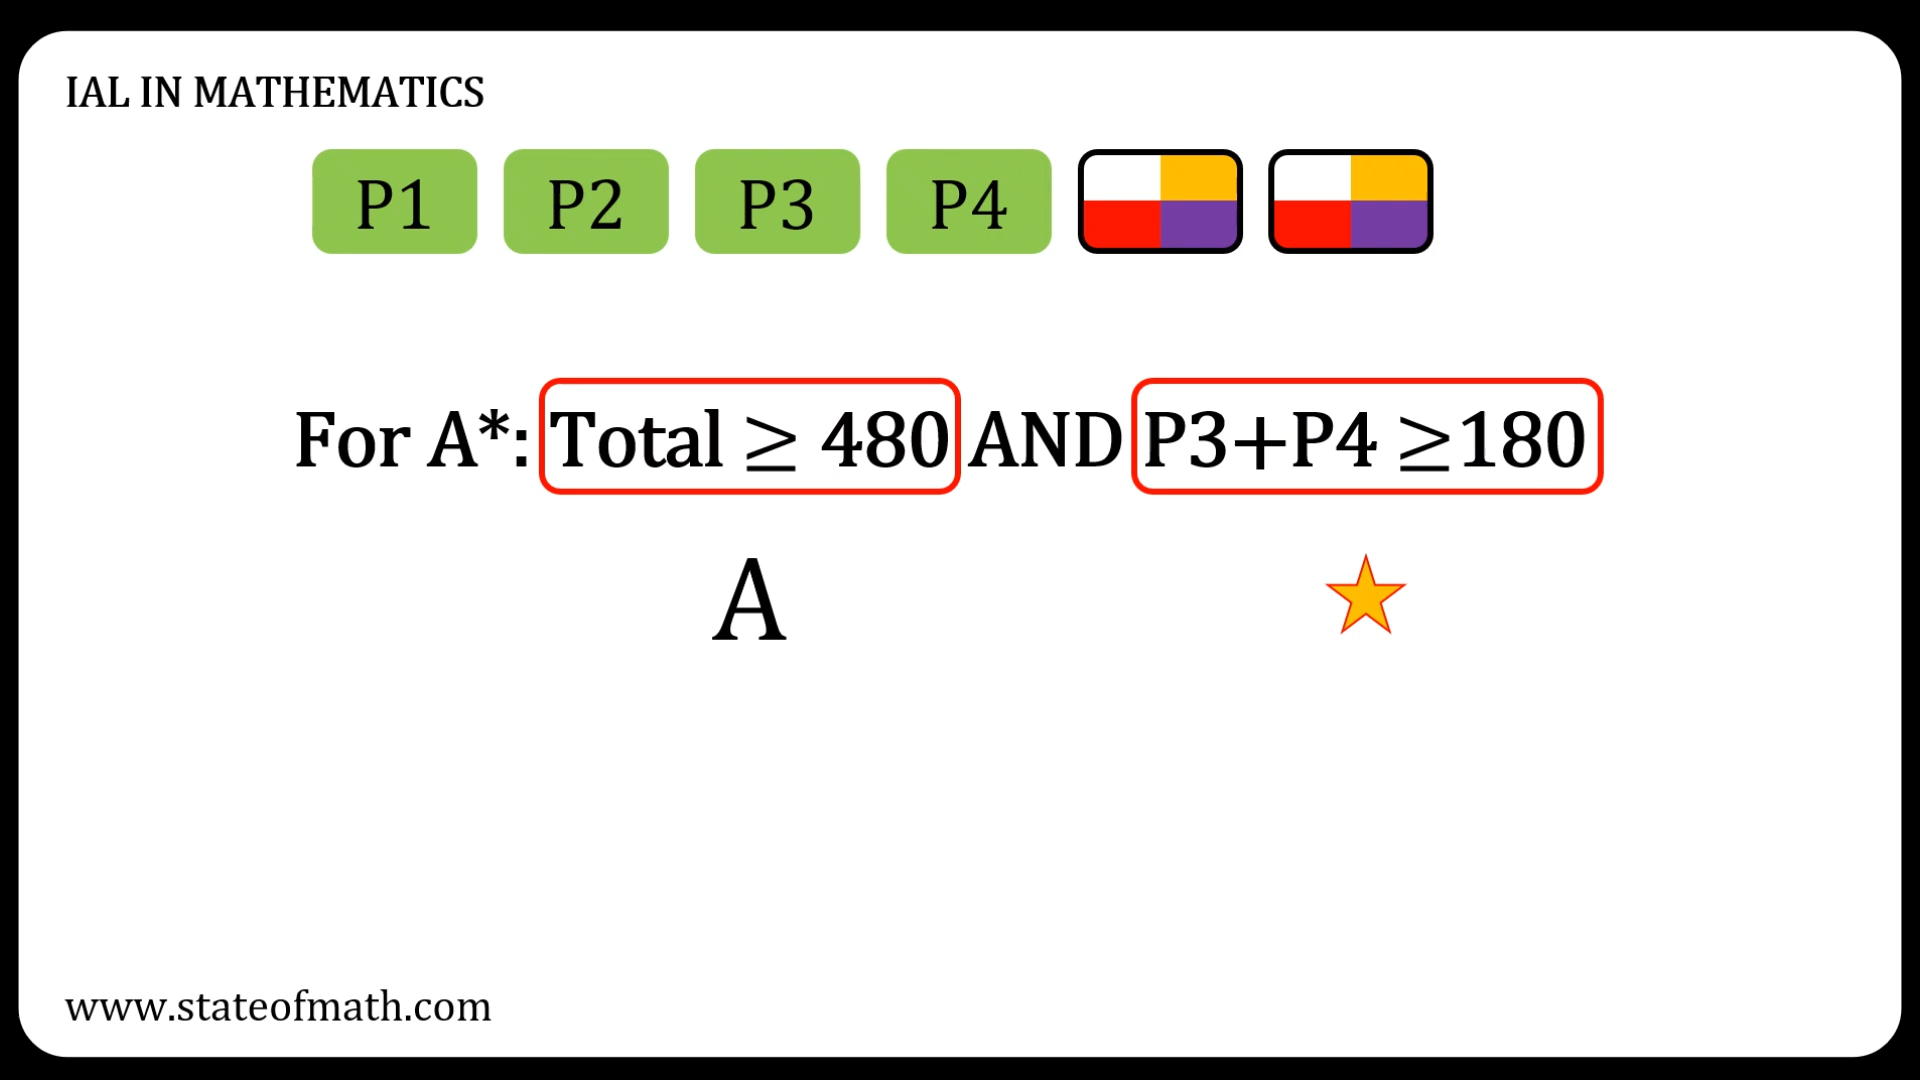 IAL IN MATHEMATICS
P1 P2 P3 P4
For A*: Total ≥ 480 AND P3+P4 ≥180
A
www.stateofmath.com